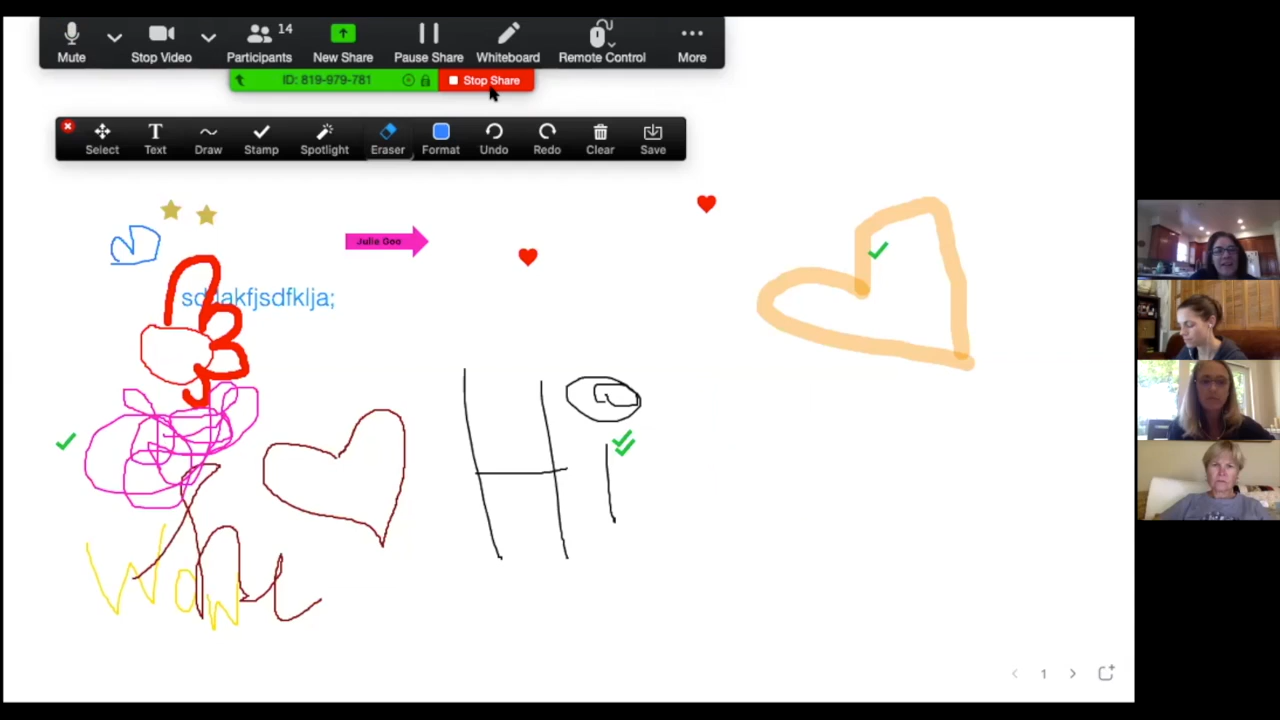 14
Mute Stop Video Participants New Share Pause Share Whiteboard Remote Control More
ID: 819-979-781 Stop Share
Select Text Draw Stamp Spotlight Eraser Format Undo Redo Clear Save
Julie Goo
Hi
Wow
1